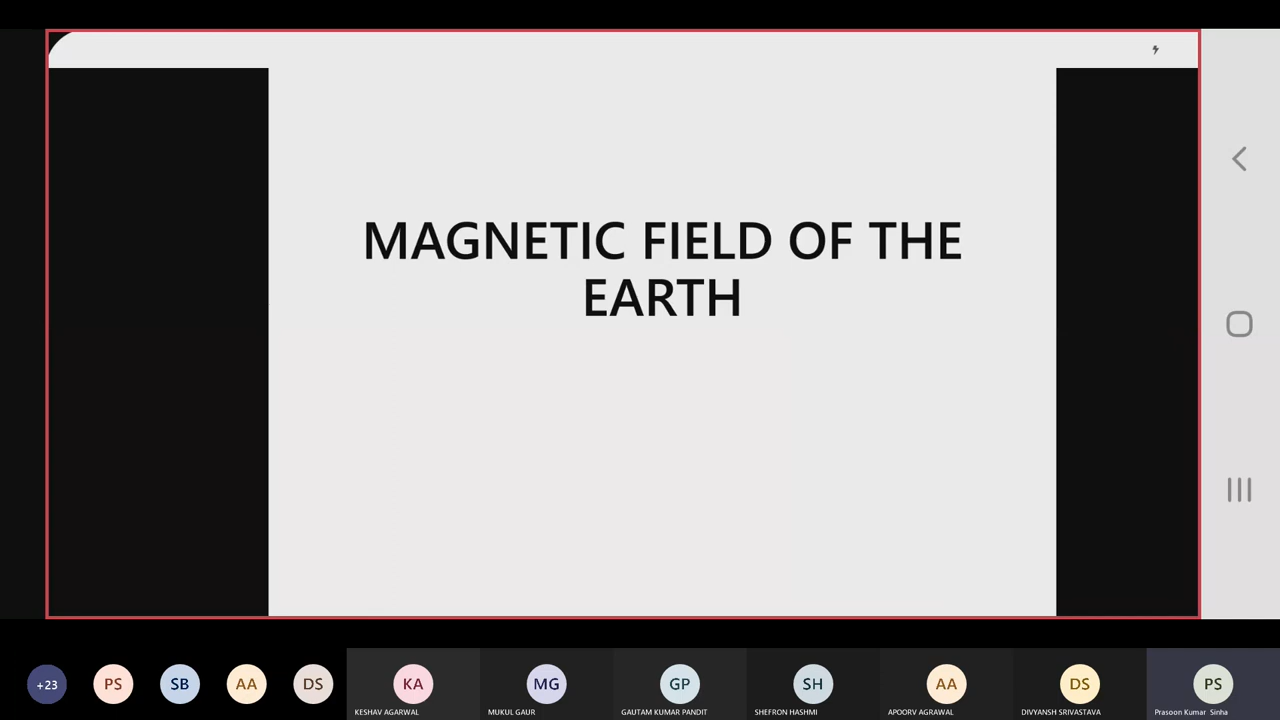 MAGNETIC FIELD OF THE
EARTH
+23
PS
SB
AA
DS
KA
MG
GP
SH
AA
DS
PS
KESHAV AGARWAL
MUKUL GAUR
GAUTAM KUMAR PANDIT
SHEFRON HASHMI
APOORV AGRAWAL
DIVYANSH SRIVASTAVA
Prasoon Kumar Sinha